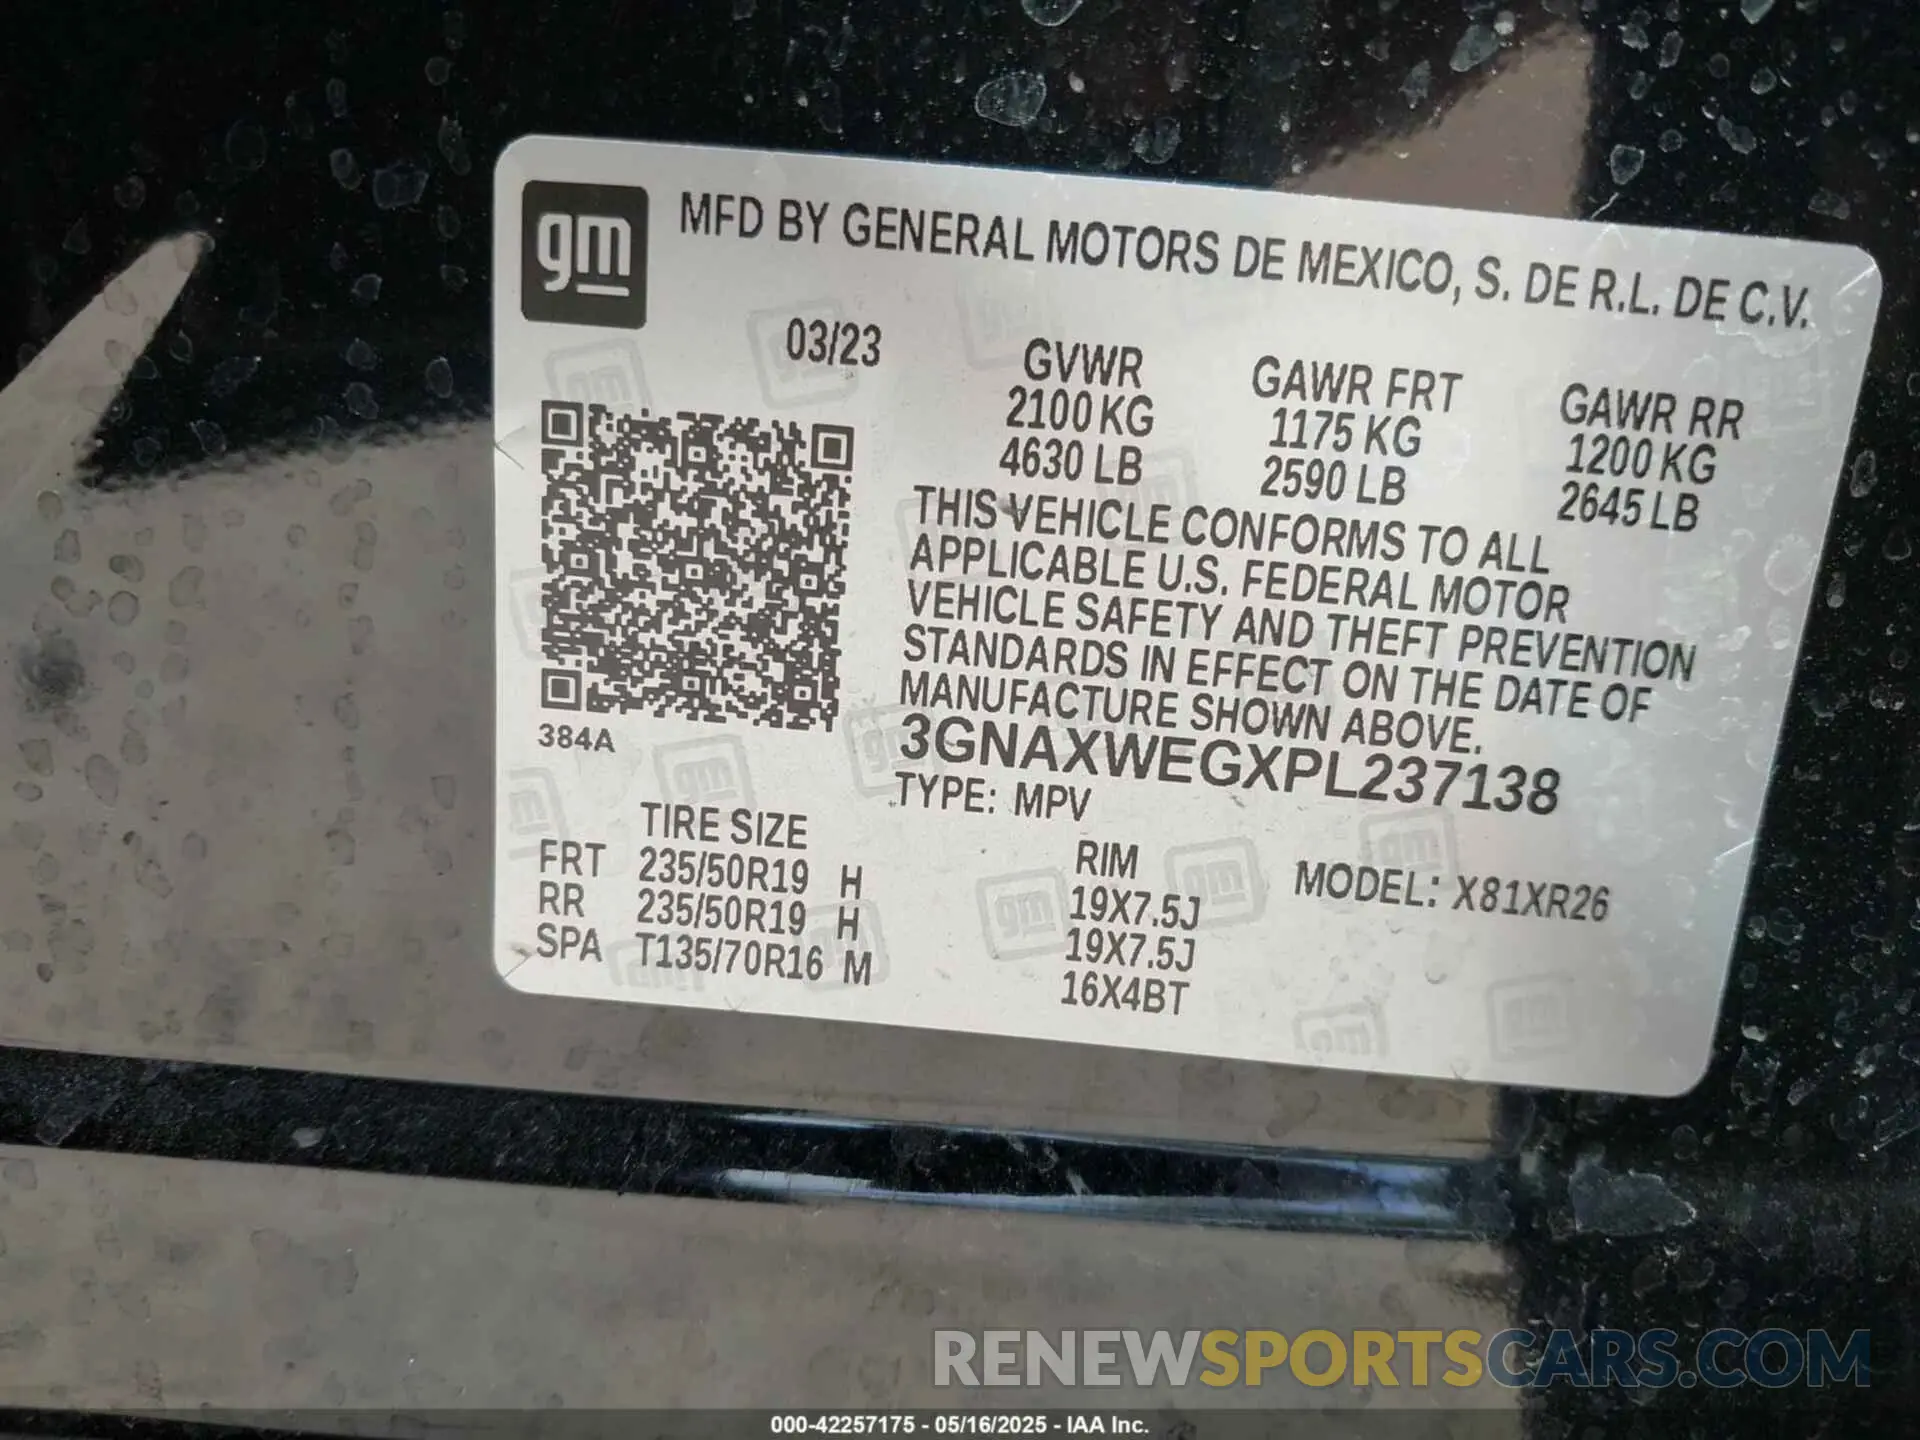 gm
MFD BY GENERAL MOTORS DE MEXICO, S. DE R.L. DE C.V.
03/23
GVWR GAWR FRT GAWR RR
2100 KG 1175 KG 1200 KG
4630 LB 2590 LB 2645 LB
THIS VEHICLE CONFORMS TO ALL
APPLICABLE U.S. FEDERAL MOTOR
VEHICLE SAFETY AND THEFT PREVENTION
STANDARDS IN EFFECT ON THE DATE OF
MANUFACTURE SHOWN ABOVE.
3GNAXWEGXPL237138
384A
TYPE: MPV
TIRE SIZE RIM MODEL: X81XR26
FRT 235/50R19 H 19X7.5J
RR 235/50R19 H 19X7.5J
SPA T135/70R16 M 16X4BT
RENEWSPORTSCARS.COM
000-42257175 - 05/16/2025 - IAA Inc.